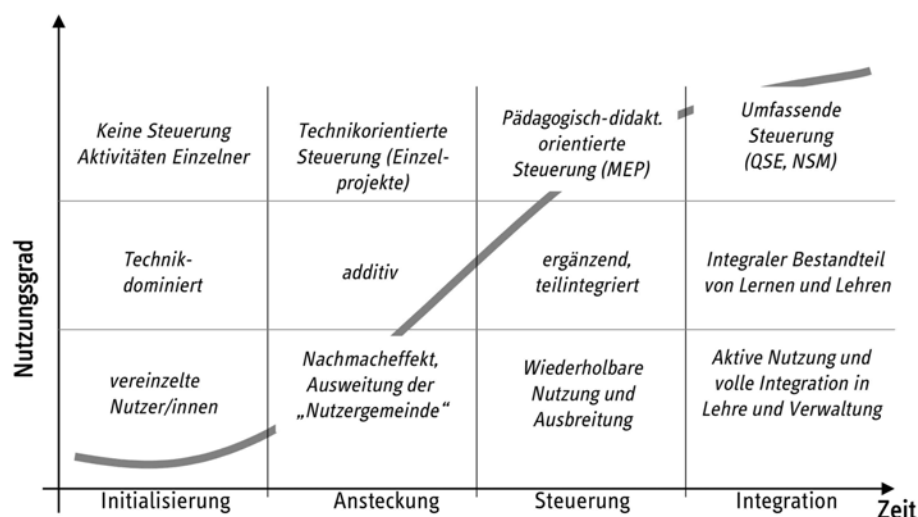 Nutzungsgrad
Keine Steuerung
Aktivitäten Einzelner
Technikorientierte
Steuerung (Einzel-
projekte)
Pädagogisch-didakt.
orientierte
Steuerung (MEP)
Umfassende
Steuerung
(QSE, NSM)
Technik-
dominiert
additiv
ergänzend,
teilintegriert
Integraler Bestandteil
von Lernen und Lehren
vereinzelte
Nutzer/innen
Nachmacheffekt,
Ausweitung der
„Nutzergemeinde“
Wiederholbare
Nutzung und
Ausbreitung
Aktive Nutzung und
volle Integration in
Lehre und Verwaltung
Initialisierung
Ansteckung
Steuerung
Integration
Zeit